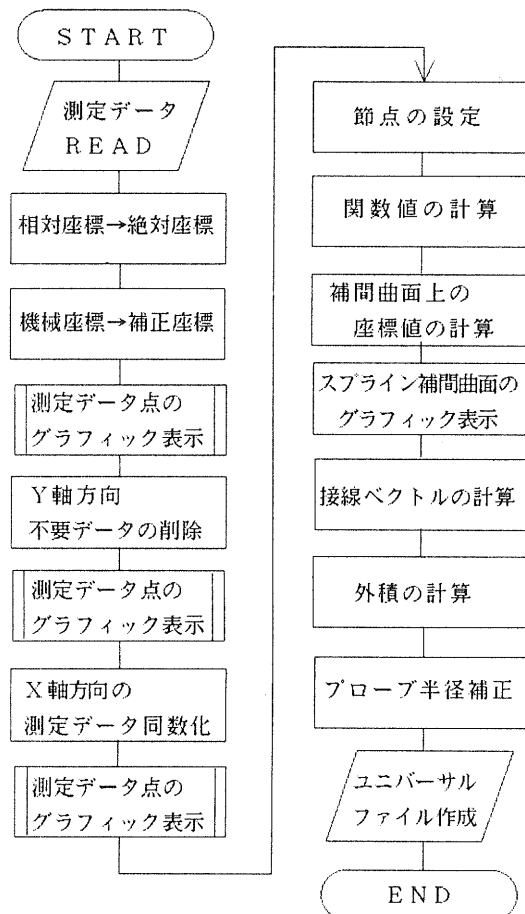 START
測定データ
READ
相対座標→絶対座標
機械座標→補正座標
測定データ点の
グラフィック表示
Y軸方向
不要データの削除
測定データ点の
グラフィック表示
X軸方向の
測定データ同数化
測定データ点の
グラフィック表示
節点の設定
関数値の計算
補間曲面上の
座標値の計算
スプライン補間曲面の
グラフィック表示
接線ベクトルの計算
外積の計算
プローブ半径補正
ユニバーサル
ファイル作成
END